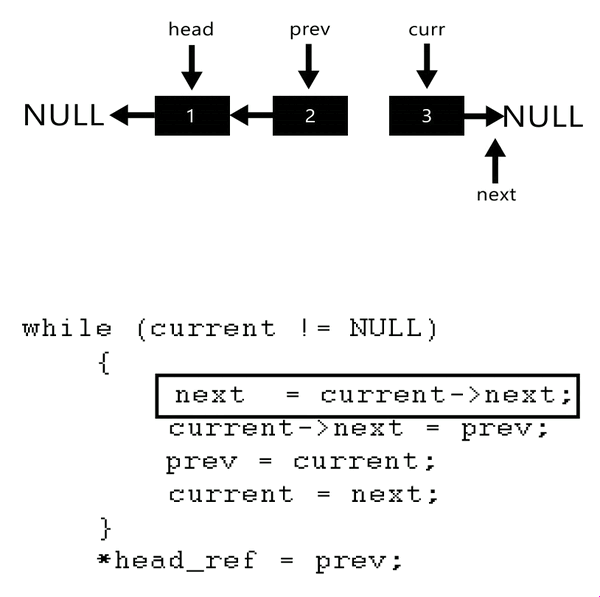 head prev curr
NULL 1 2 3 NULL
next
while (current != NULL)
{
next = current->next;
current->next = prev;
prev = current;
current = next;
}
*head_ref = prev;